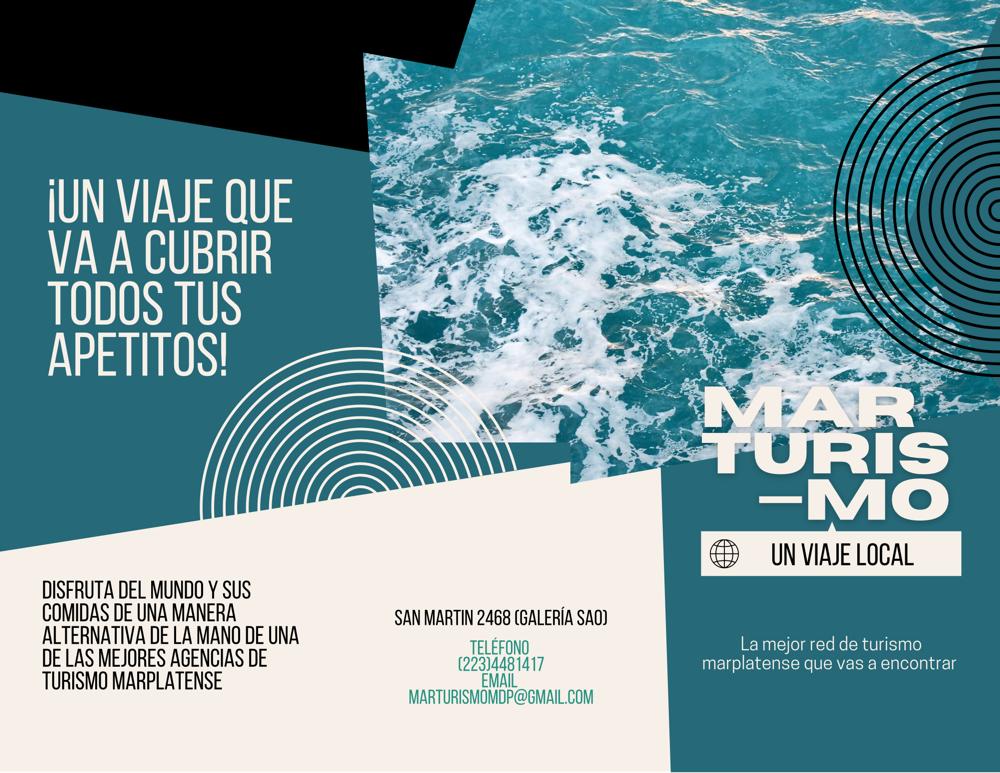 ¡UN VIAJE QUE
VA A CUBRIR
TODOS TUS
APETITOS!
DISFRUTA DEL MUNDO Y SUS
COMIDAS DE UNA MANERA
ALTERNATIVA DE LA MANO DE UNA
DE LAS MEJORES AGENCIAS DE
TURISMO MARPLATENSE
SAN MARTIN 2468 (GALERÍA SAO)
TELÉFONO
(223)4481417
EMAIL
MARTURISMOMDP@GMAIL.COM
MAR
TURIS
—MO
UN VIAJE LOCAL
La mejor red de turismo
marplatense que vas a encontrar